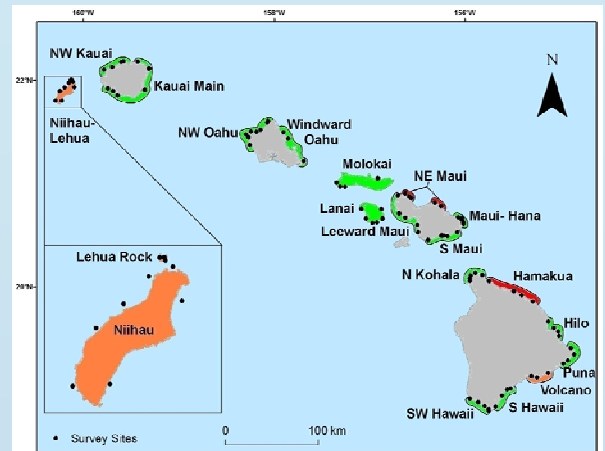 160°W 158°W 156°W
22°N
20°N
N
NW Kauai
Kauai Main
Niihau-
Lehua
NW Oahu
Windward
Oahu
Molokai
NE Maui
Lanai
Maui- Hana
Leeward Maui
S Maui
Lehua Rock
Niihau
N Kohala
Hamakua
Hilo
Puna
Volcano
S Hawaii
SW Hawaii
Survey Sites
0 100 km